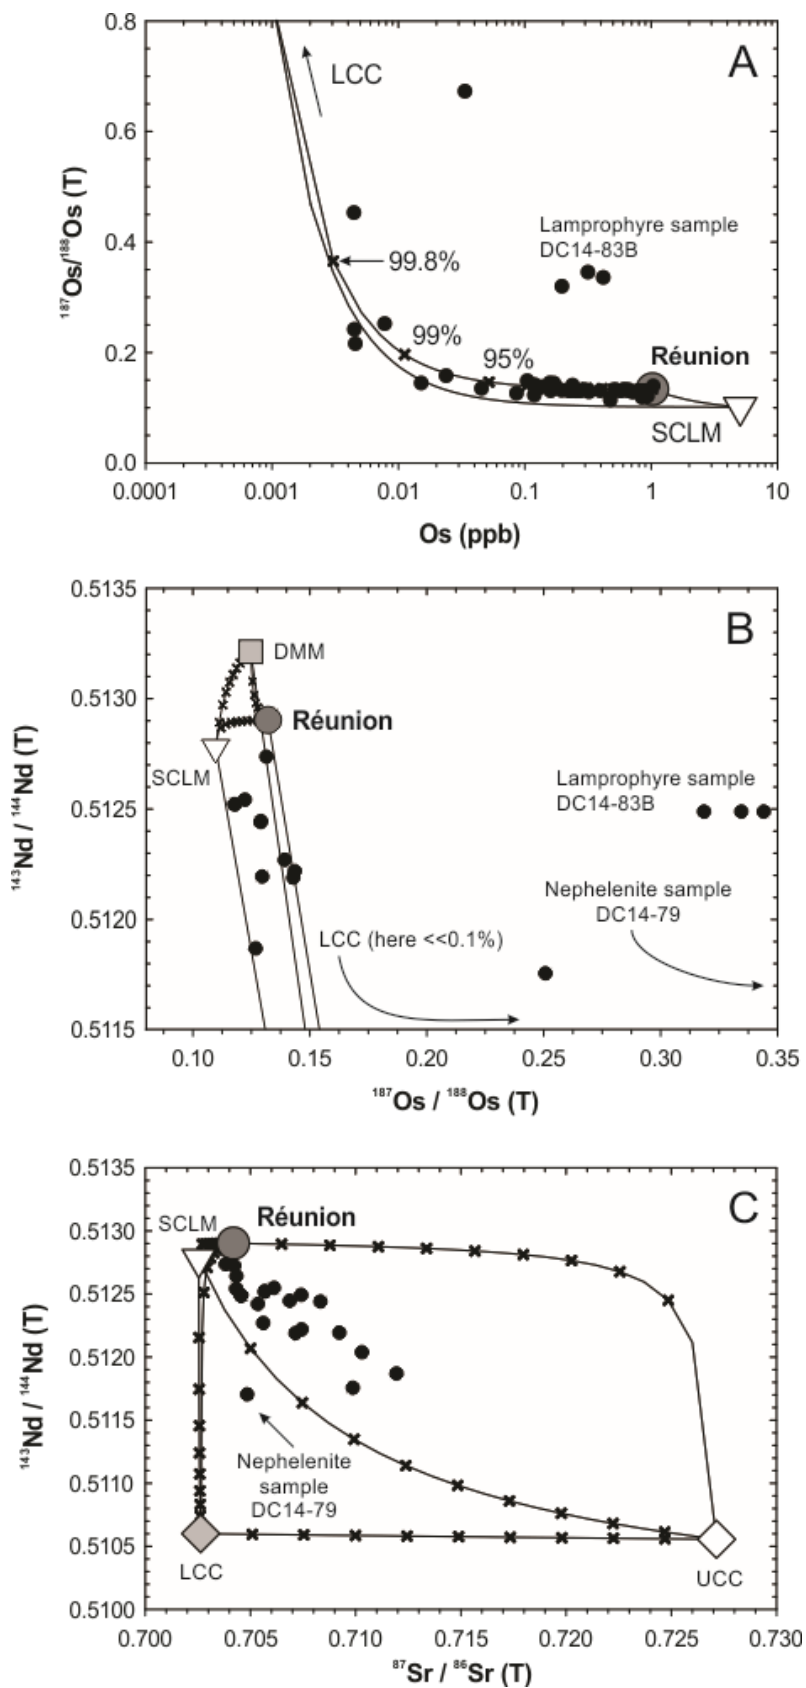 0.8
A
LCC
0.6
Lamprophyre sample
DC14-83B
0.4
99.8%
99%
0.2
95%
Réunion
SCLM
0.0
0.0001 0.001 0.01 0.1 1 10
¹⁸⁷Os/¹⁸⁸Os (T)
Os (ppb)
0.5135
B
DMM
0.5130
Réunion
SCLM
Lamprophyre sample
DC14-83B
0.5125
Nephelenite sample
DC14-79
0.5120
LCC (here <<0.1%)
0.5115
0.10 0.15 0.20 0.25 0.30 0.35
¹⁴³Nd / ¹⁴⁴Nd (T)
¹⁸⁷Os / ¹⁸⁸Os (T)
0.5135
C
SCLM
Réunion
0.5130
0.5125
0.5120
0.5115
Nephelenite
sample
DC14-79
0.5110
0.5105
LCC
UCC
0.5100
0.700 0.705 0.710 0.715 0.720 0.725 0.730
¹⁴³Nd / ¹⁴⁴Nd (T)
⁸⁷Sr / ⁸⁶Sr (T)